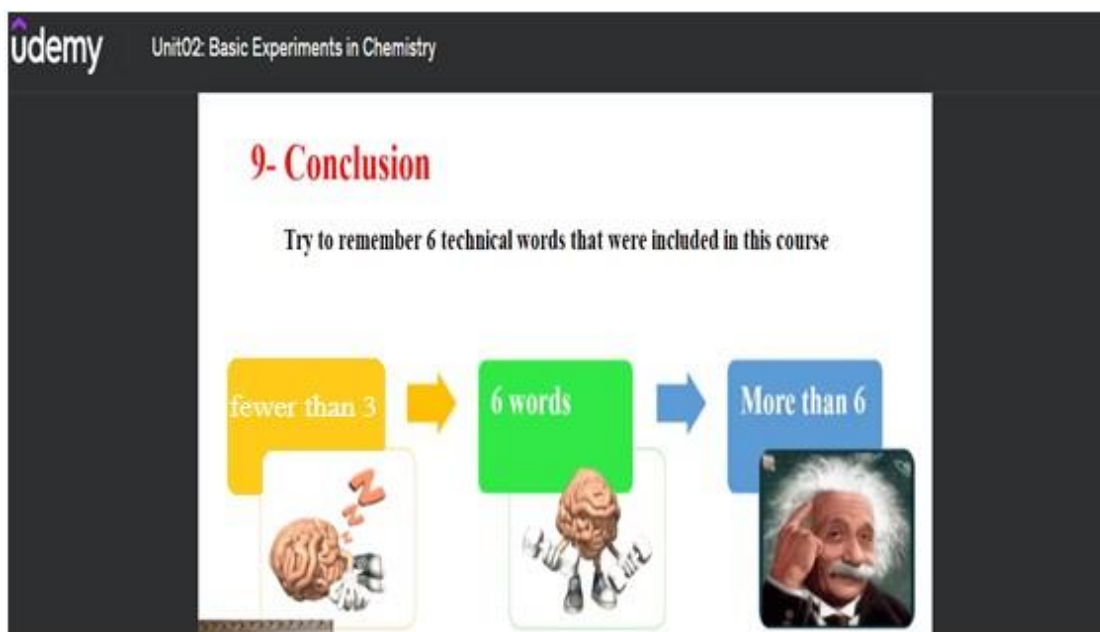 ûdemy Unit02: Basic Experiments in Chemistry
9- Conclusion
Try to remember 6 technical words that were included in this course
fewer than 3
6 words
More than 6
Z
Z
Z